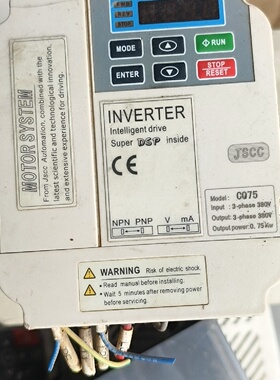 MODE
RUN
ENTER
STOP
RESET
MOTOR SYSTEM
From Jscc Automation, combined with the
latest scientific and technological innovation,
and extensive experience for driving.
INVERTER
Intelligent drive
Super DSP inside
CE
NPN PNP V mA
JSCC
Model: CQ75
Input : 3-phase 380V
Output: 3-phase 380V
Output power: 0.75Kw
WARNING Risk of electric shock.
Read manual before installing.
Wait 5 minutes after removing power
before servicing.